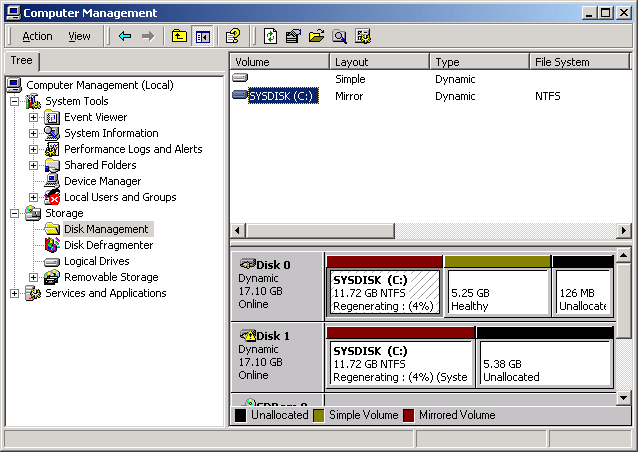 Computer Management
Action View
Tree
Computer Management (Local)
System Tools
Event Viewer
System Information
Performance Logs and Alerts
Shared Folders
Device Manager
Local Users and Groups
Storage
Disk Management
Disk Defragmenter
Logical Drives
Removable Storage
Services and Applications
Volume Layout Type File System
Simple Dynamic
SYSDISK (C:) Mirror Dynamic NTFS
Disk 0
Dynamic
17.10 GB
Online
SYSDISK (C:)
11.72 GB NTFS
Regenerating : (4%)
5.25 GB
Healthy
126 MB
Unallocate
Disk 1
Dynamic
17.10 GB
Online
SYSDISK (C:)
11.72 GB NTFS
Regenerating : (4%) (Syste
5.38 GB
Unallocated
Unallocated Simple Volume Mirrored Volume